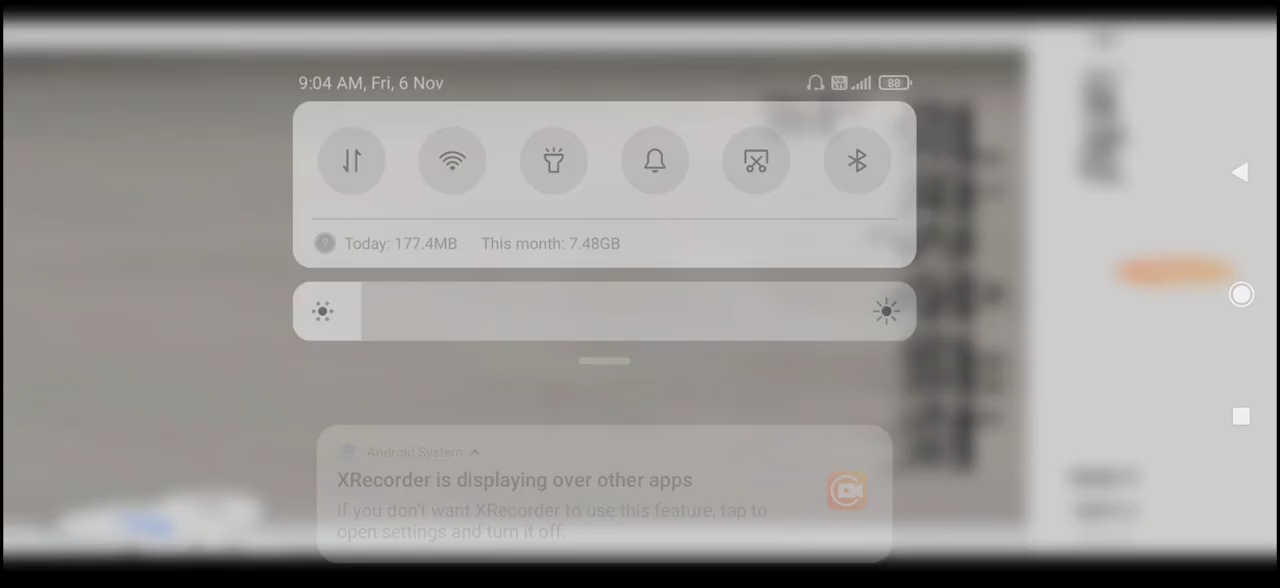 9:04 AM, Fri, 6 Nov
88
Today: 177.4MB This month: 7.48GB
Android System
XRecorder is displaying over other apps
If you don't want XRecorder to use this feature, tap to
open settings and turn it off.